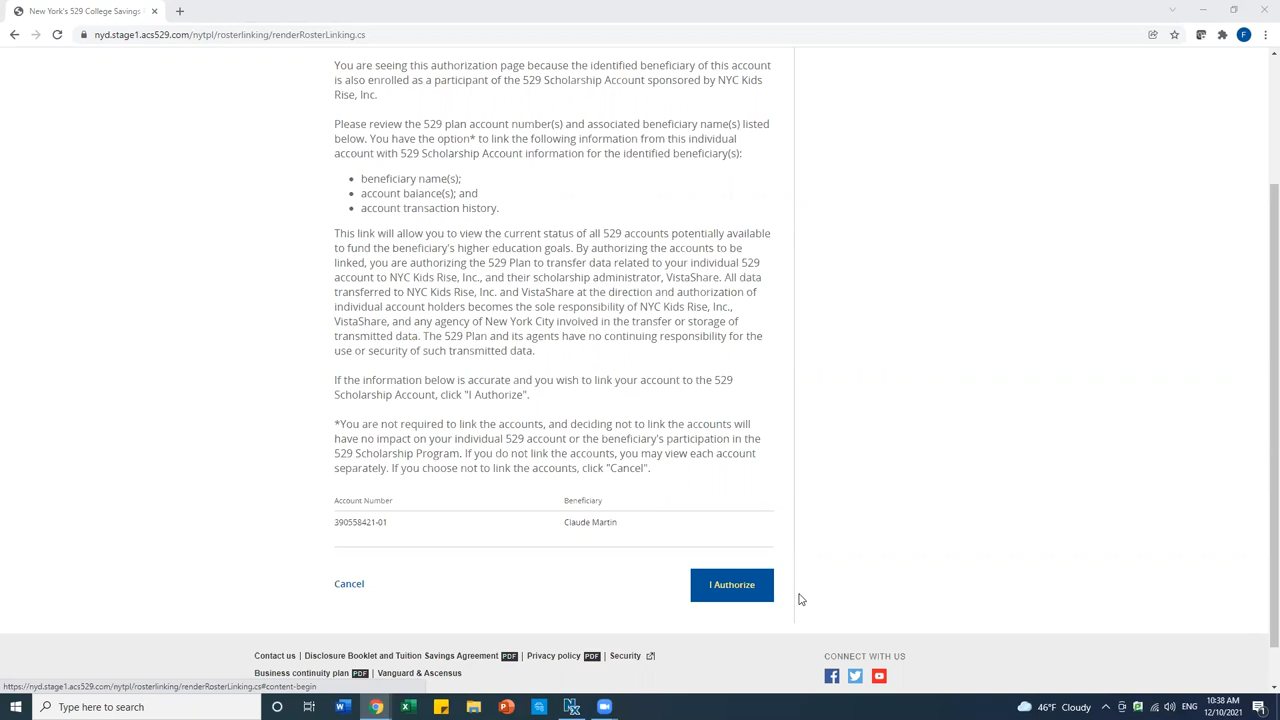 New York's 529 College Savings
nyd.stage1.acs529.com/nytpl/rosterlinking/renderRosterLinking.cs
F
You are seeing this authorization page because the identified beneficiary of this account
is also enrolled as a participant of the 529 Scholarship Account sponsored by NYC Kids
Rise, Inc.
Please review the 529 plan account number(s) and associated beneficiary name(s) listed
below. You have the option* to link the following information from this individual
account with 529 Scholarship Account information for the identified beneficiary(s):
• beneficiary name(s);
• account balance(s); and
• account transaction history.
This link will allow you to view the current status of all 529 accounts potentially available
to fund the beneficiary's higher education goals. By authorizing the accounts to be
linked, you are authorizing the 529 Plan to transfer data related to your individual 529
account to NYC Kids Rise, Inc., and their scholarship administrator, VistaShare. All data
transferred to NYC Kids Rise, Inc. and VistaShare at the direction and authorization of
individual account holders becomes the sole responsibility of NYC Kids Rise, Inc.,
VistaShare, and any agency of New York City involved in the transfer or storage of
transmitted data. The 529 Plan and its agents have no continuing responsibility for the
use or security of such transmitted data.
If the information below is accurate and you wish to link your account to the 529
Scholarship Account, click "I Authorize".
*You are not required to link the accounts, and deciding not to link the accounts will
have no impact on your individual 529 account or the beneficiary's participation in the
529 Scholarship Program. If you do not link the accounts, you may view each account
separately. If you choose not to link the accounts, click "Cancel".
Account Number Beneficiary
390558421-01 Claude Martin
Cancel I Authorize
Contact us | Disclosure Booklet and Tuition Savings Agreement PDF | Privacy policy PDF | Security
CONNECT WITH US
Business continuity plan PDF | Vanguard & Ascensus
https://nyd.stage1.acs529.com/nytpl/rosterlinking/renderRosterLinking.cs#content-begin
Type here to search
46°F Cloudy
10:38 AM
12/10/2021